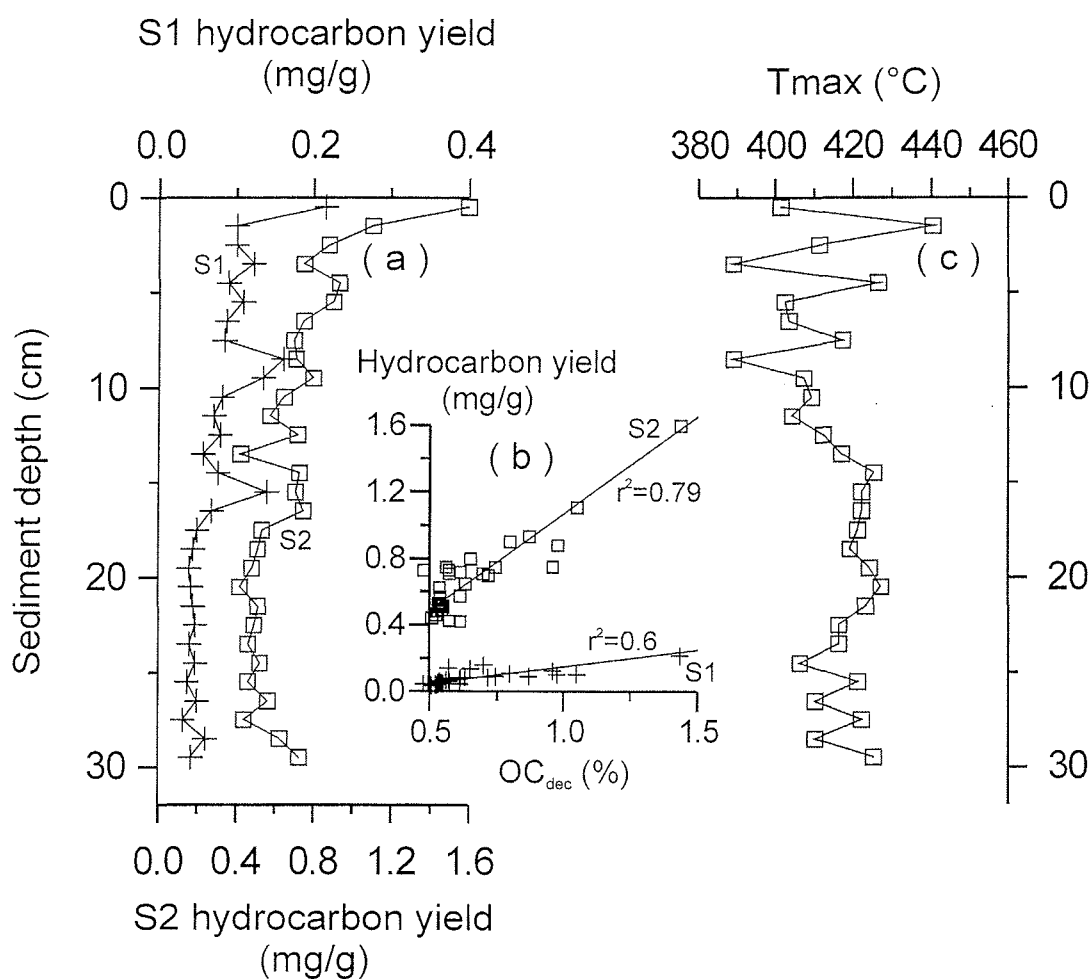 S1 hydrocarbon yield
(mg/g)
0.0 0.2 0.4
Tmax (°C)
380 400 420 440 460
Sediment depth (cm)
0
10
20
30
( a )
S1
S2
0.0 0.4 0.8 1.2 1.6
S2 hydrocarbon yield
(mg/g)
Hydrocarbon yield
(mg/g)
1.6
1.2
0.8
0.4
0.0
( b )
S2
r²=0.79
r²=0.6
S1
0.5 1.0 1.5
OCdec (%)
( c )
0
10
20
30